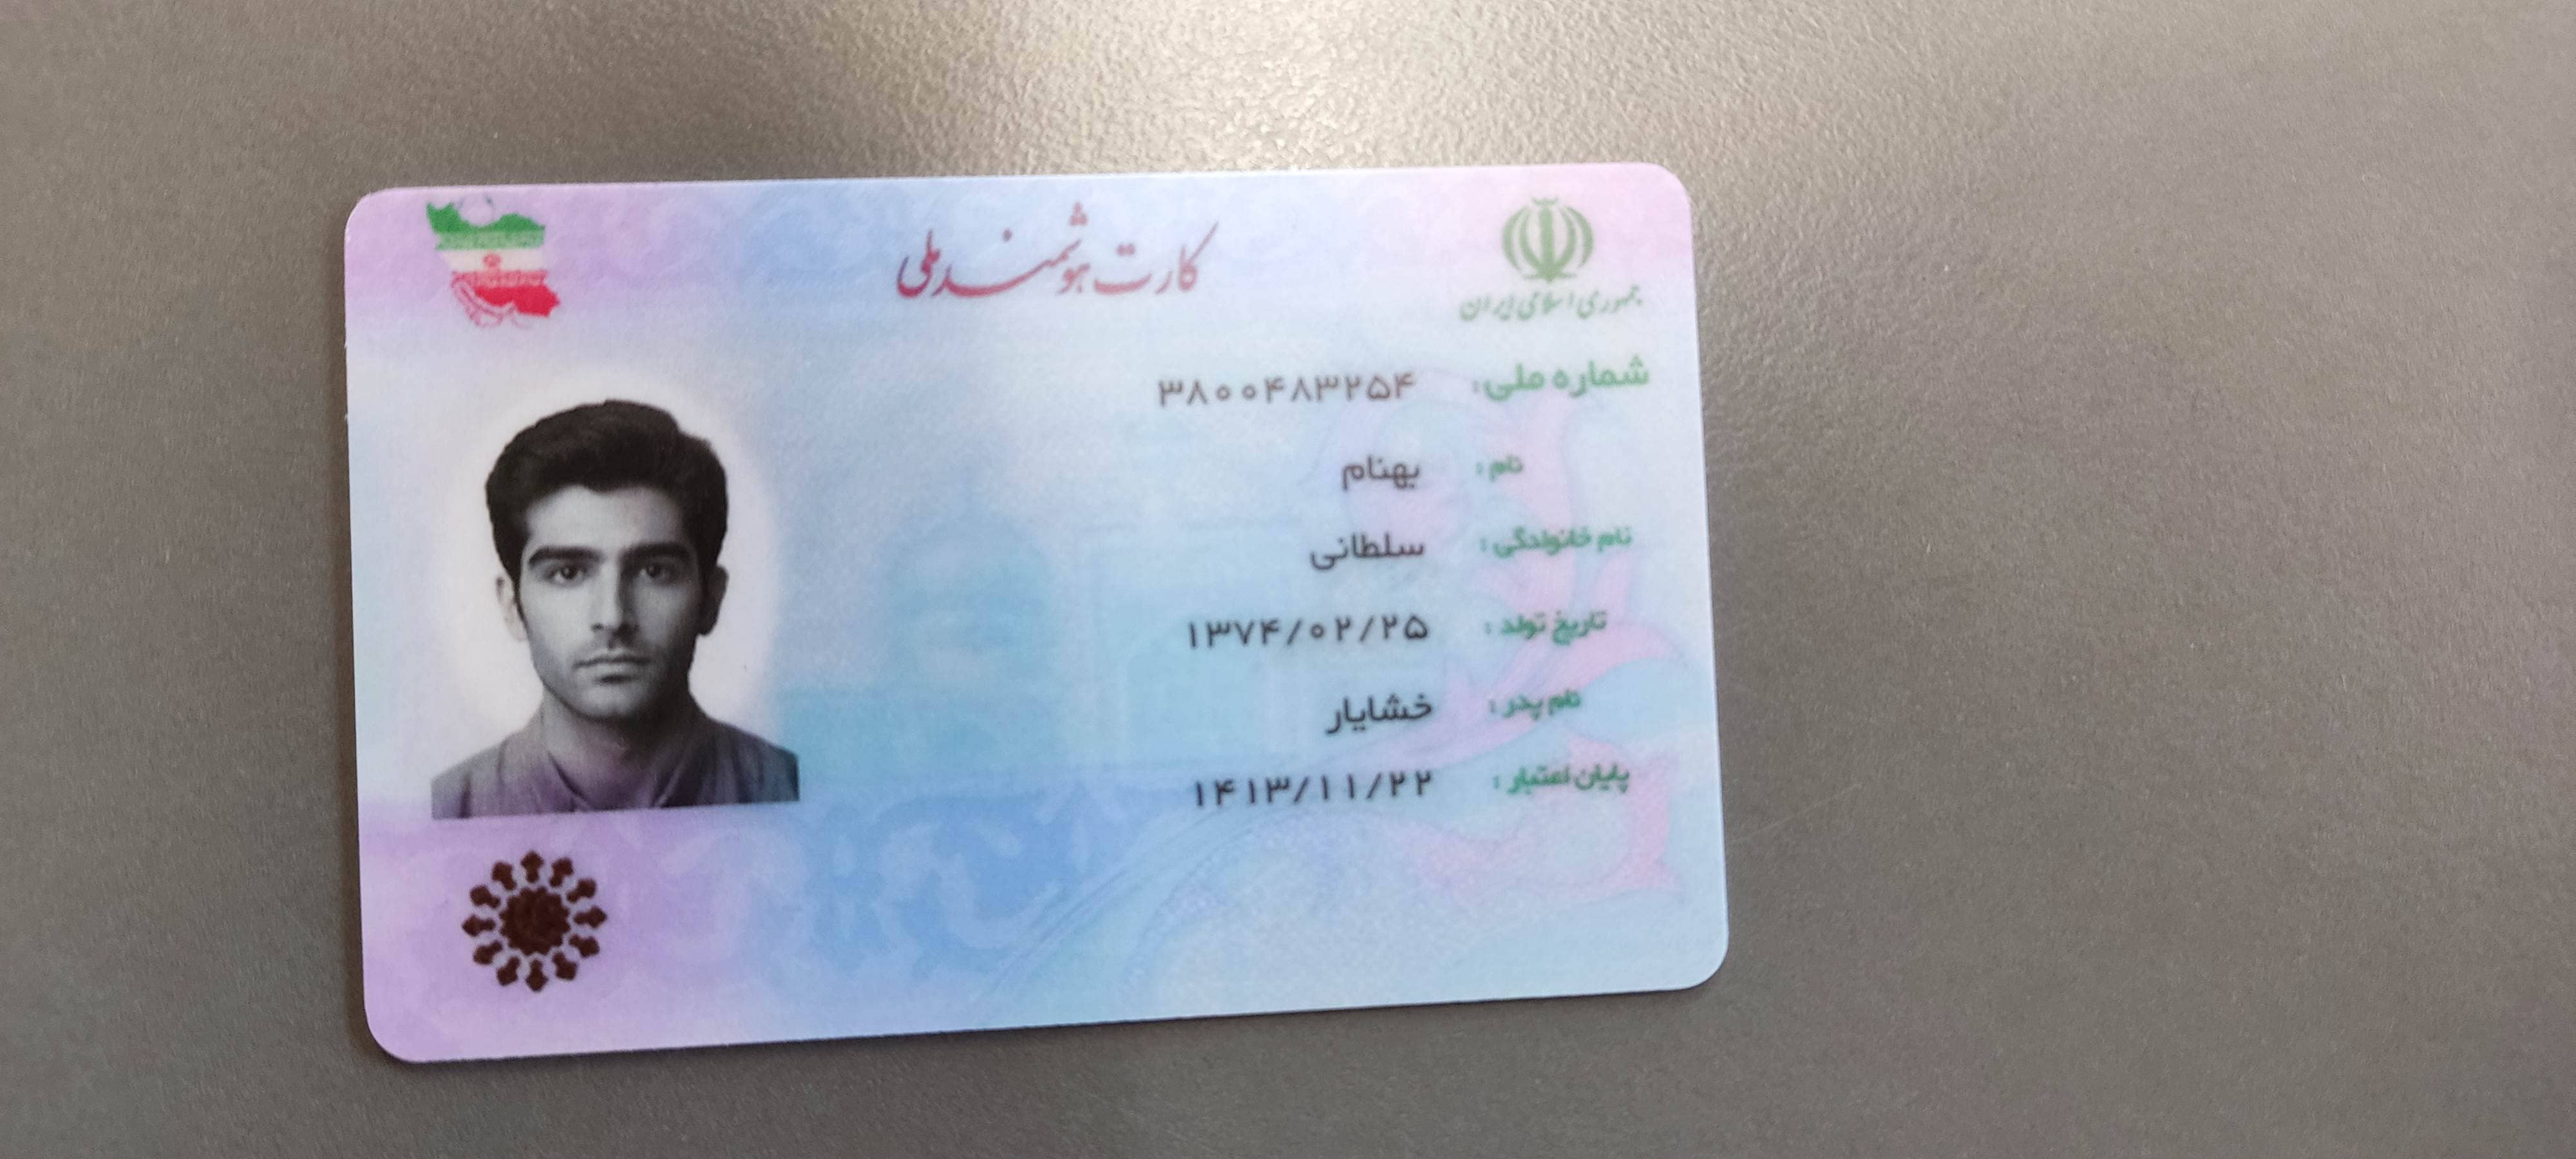 کارت هوشمند ملی
جمهوری اسلامی ایران
شماره ملی: ۳۸۰۰۴۸۳۲۵۴
نام: بهنام
نام خانوادگی: سلطانی
تاریخ تولد: ۱۳۷۴/۰۲/۲۵
نام پدر: خشایار
پایان اعتبار: ۱۴۱۳/۱۱/۲۲